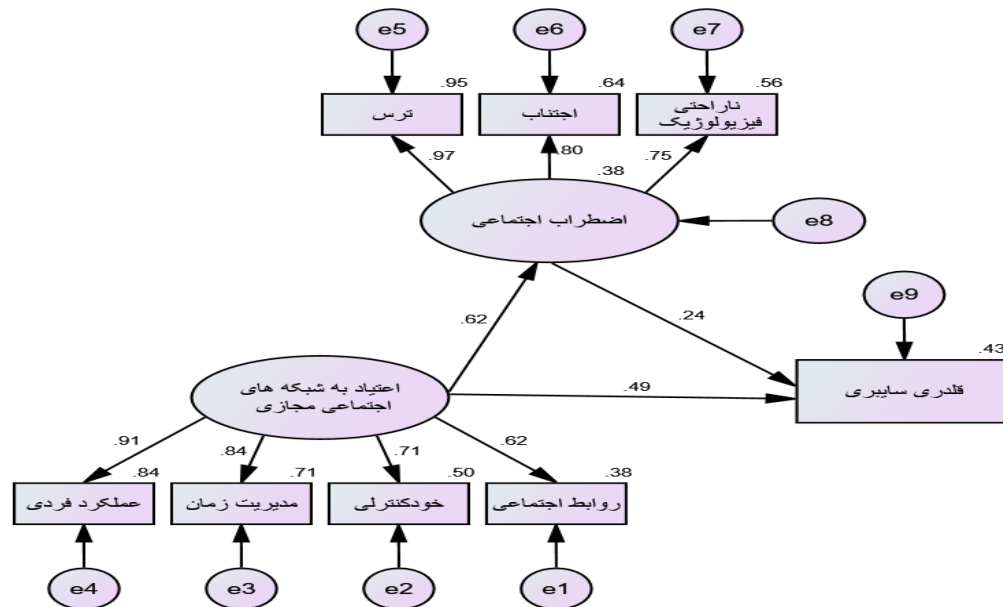 e5
e6
e7
.95
.64
.56
ترس
اجتناب
ناراحتی
فیزیولوژیک
.97
.80
.75
.38
اضطراب اجتماعی
e8
e9
.62
.24
.43
قلدری سایبری
اعتیاد به شبکه های
اجتماعی مجازی
.49
.91
.84
.71
.62
.84
.71
.50
.38
عملکرد فردی
مدیریت زمان
خودکنترلی
روابط اجتماعی
e4
e3
e2
e1